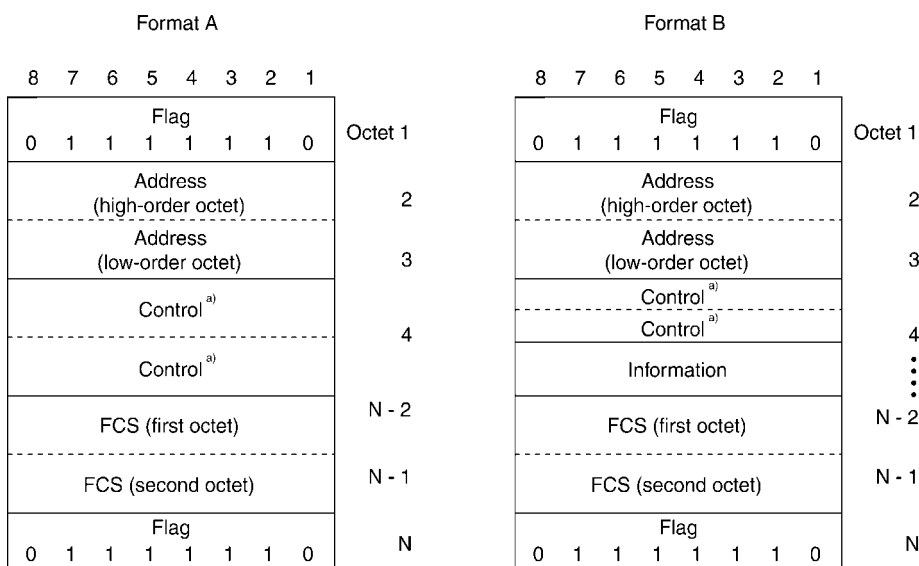 Format A
8 7 6 5 4 3 2 1
Flag
0 1 1 1 1 1 1 0
Octet 1
Address
(high-order octet)
2
Address
(low-order octet)
3
Control a)
4
Control a)
FCS (first octet)
N - 2
FCS (second octet)
N - 1
Flag
0 1 1 1 1 1 1 0
N
Format B
8 7 6 5 4 3 2 1
Flag
0 1 1 1 1 1 1 0
Octet 1
Address
(high-order octet)
2
Address
(low-order octet)
3
Control a)
Control a)
4
Information
FCS (first octet)
N - 2
FCS (second octet)
N - 1
Flag
0 1 1 1 1 1 1 0
N